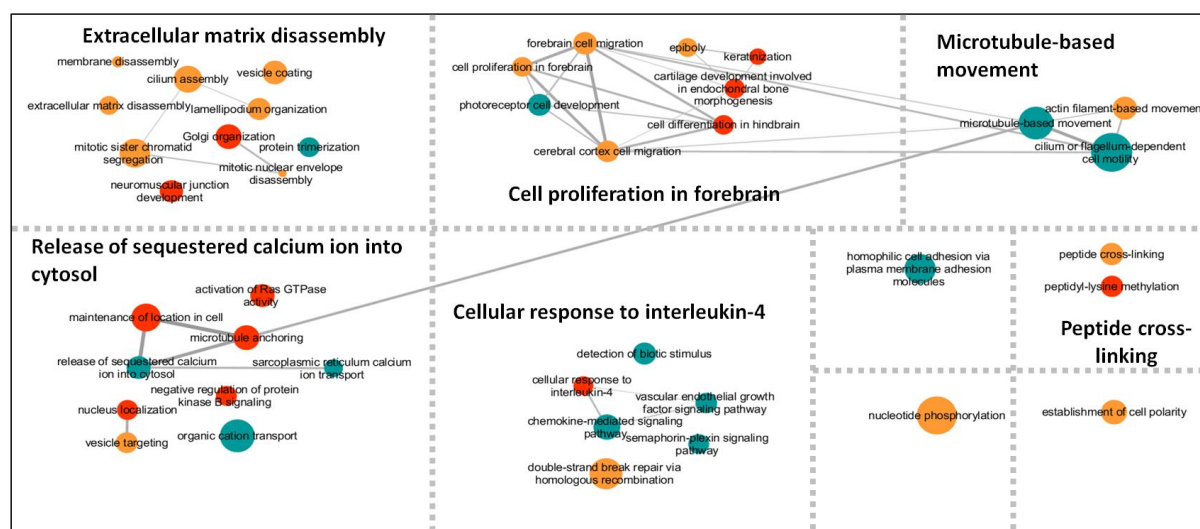 Extracellular matrix disassembly
membrane disassembly
cilium assembly
vesicle coating
extracellular matrix disassembly
lamellipodium organization
Golgi organization
protein trimerization
mitotic sister chromatid
segregation
mitotic nuclear envelope
disassembly
neuromuscular junction
development
forebrain cell migration
epiboly
keratinization
cell proliferation in forebrain
cartilage development involved
in endochondral bone
morphogenesis
photoreceptor cell development
cell differentiation in hindbrain
cerebral cortex cell migration
Cell proliferation in forebrain
Microtubule-based
movement
actin filament-based movement
microtubule-based movement
cilium or flagellum-dependent
cell motility
Release of sequestered calcium ion into
cytosol
activation of Ras GTPase
activity
maintenance of location in cell
microtubule anchoring
release of sequestered calcium
ion into cytosol
sarcoplasmic reticulum calcium
ion transport
negative regulation of protein
kinase B signaling
nucleus localization
organic cation transport
vesicle targeting
Cellular response to interleukin-4
detection of biotic stimulus
cellular response to
interleukin-4
vascular endothelial growth
factor signaling pathway
chemokine-mediated signaling
pathway
semaphorin-plexin signaling
pathway
double-strand break repair via
homologous recombination
homophilic cell adhesion via
plasma membrane adhesion
molecules
peptide cross-linking
peptidyl-lysine methylation
Peptide cross-
linking
nucleotide phosphorylation
establishment of cell polarity